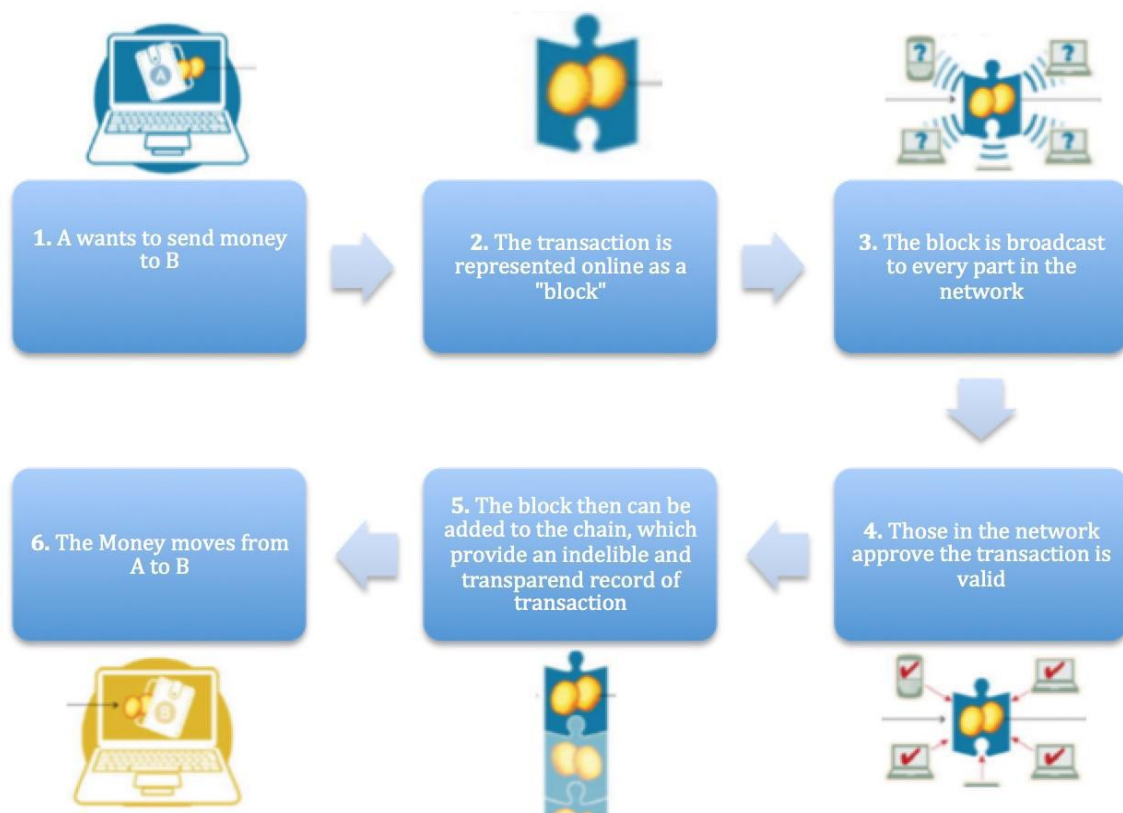 A
?
?
?
?
1. A wants to send money
to B
2. The transaction is
represented online as a
"block"
3. The block is broadcast
to every part in the
network
4. Those in the network
approve the transaction is
valid
5. The block then can be
added to the chain, which
provide an indelible and
transparend record of
transaction
6. The Money moves from
A to B
B